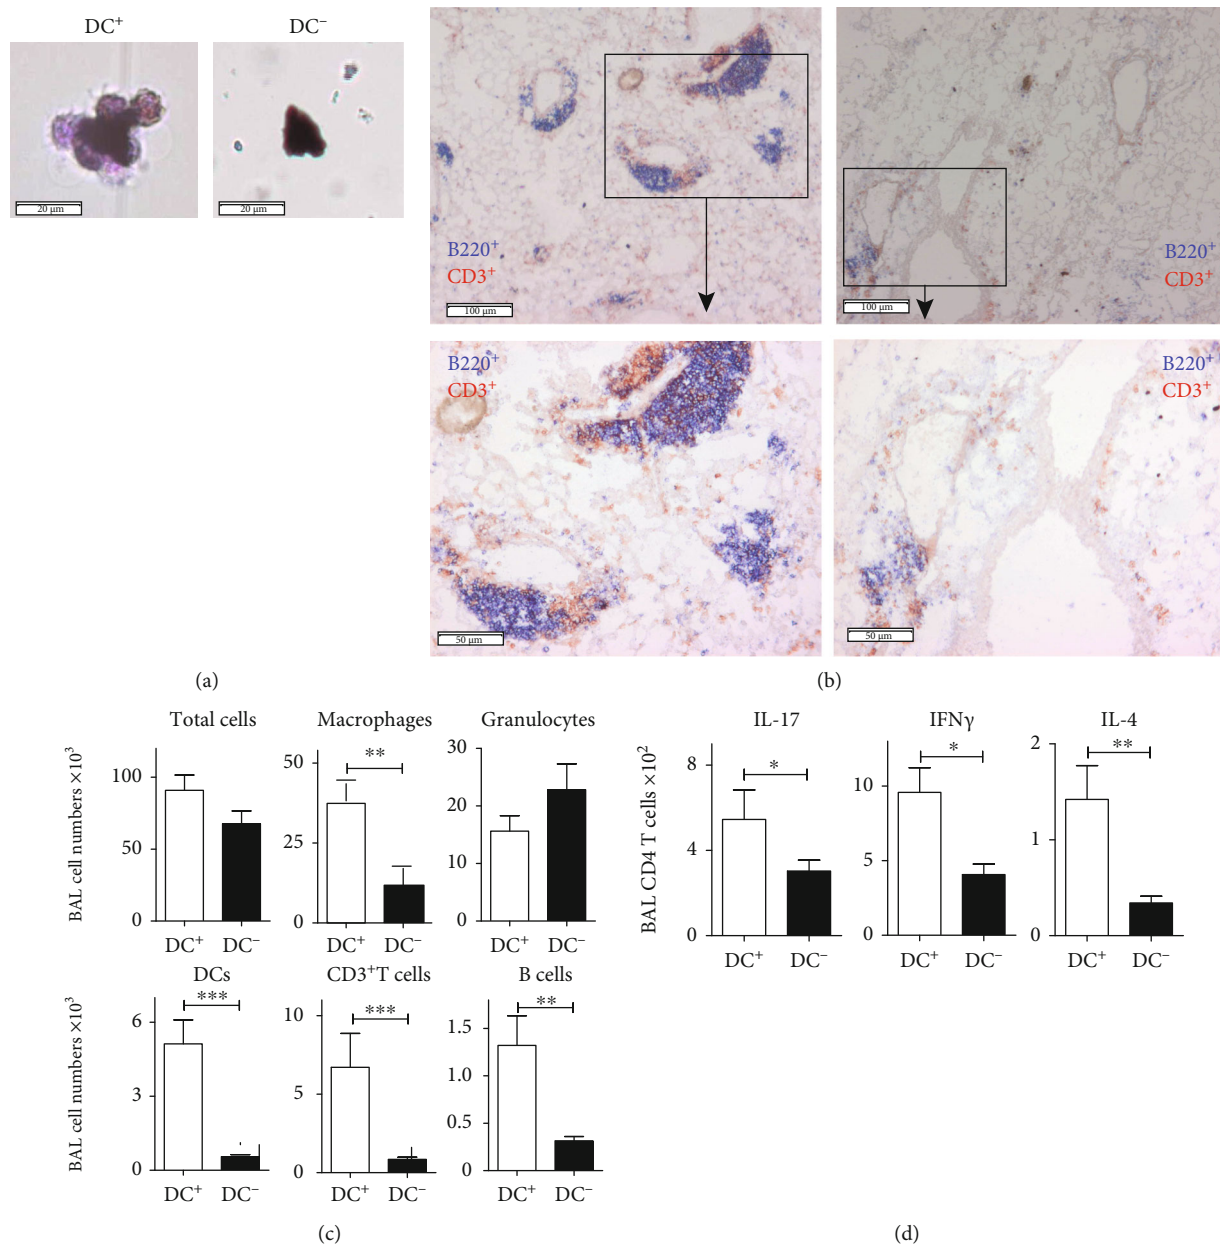 DC⁺ DC⁻
20 μm 20 μm
B220⁺
CD3⁺
100 μm
B220⁺
CD3⁺
100 μm
B220⁺
CD3⁺
50 μm
B220⁺
CD3⁺
50 μm
(a) (b)
Total cells Macrophages Granulocytes
BAL cell numbers ×10³
100
50
0
DC⁺ DC⁻
50
25
0
**
DC⁺ DC⁻
30
20
10
0
DC⁺ DC⁻
DCs CD3⁺T cells B cells
BAL cell numbers ×10³
6
3
0
***
DC⁺ DC⁻
10
5
0
***
DC⁺ DC⁻
1.5
1.0
0.5
0
**
DC⁺ DC⁻
(c)
IL-17 IFNγ IL-4
BAL CD4 T cells ×10²
8
4
0
*
DC⁺ DC⁻
10
5
0
*
DC⁺ DC⁻
2
1
0
**
DC⁺ DC⁻
(d)